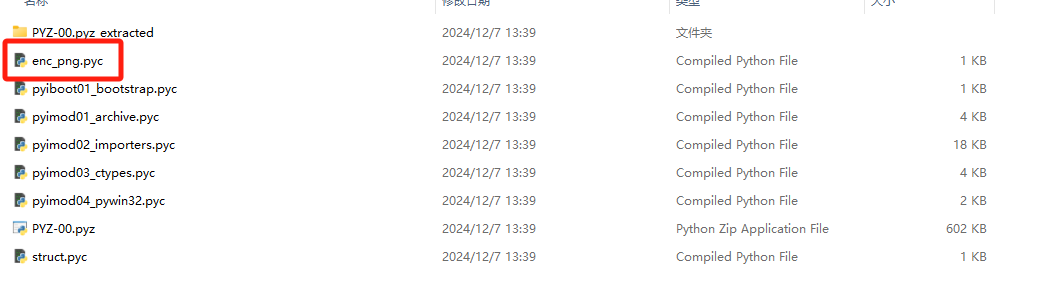 名称 修改日期 类型 大小
PYZ-00.pyz_extracted 2024/12/7 13:39 文件夹
enc_png.pyc 2024/12/7 13:39 Compiled Python File 1 KB
pyiboot01_bootstrap.pyc 2024/12/7 13:39 Compiled Python File 1 KB
pyimod01_archive.pyc 2024/12/7 13:39 Compiled Python File 4 KB
pyimod02_importers.pyc 2024/12/7 13:39 Compiled Python File 18 KB
pyimod03_ctypes.pyc 2024/12/7 13:39 Compiled Python File 4 KB
pyimod04_pywin32.pyc 2024/12/7 13:39 Compiled Python File 2 KB
PYZ-00.pyz 2024/12/7 13:39 Python Zip Application File 602 KB
struct.pyc 2024/12/7 13:39 Compiled Python File 1 KB